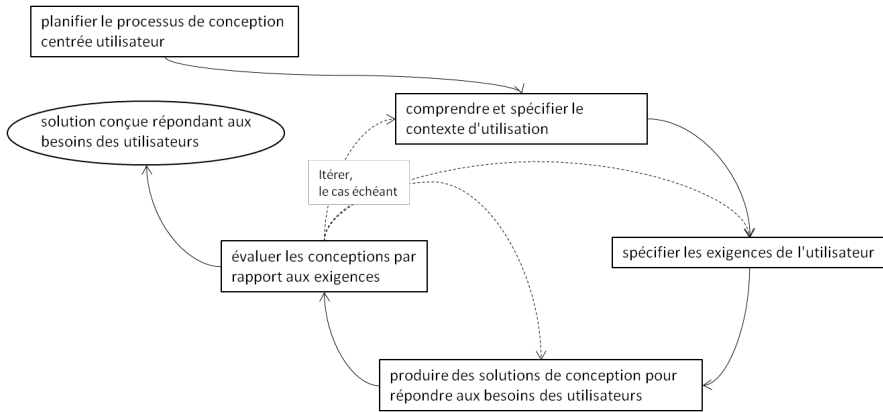 planifier le processus de conception
centrée utilisateur
comprendre et spécifier le
contexte d'utilisation
solution conçue répondant aux
besoins des utilisateurs
Itérer,
le cas échéant
évaluer les conceptions par
rapport aux exigences
spécifier les exigences de l'utilisateur
produire des solutions de conception pour
répondre aux besoins des utilisateurs